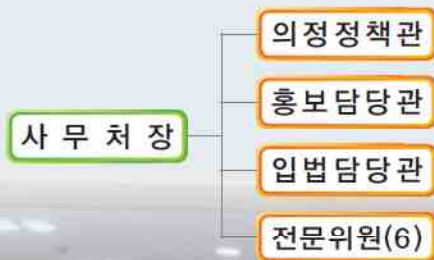 의정정책관
홍보담당관
사 무 처 장
입법담당관
전문위원(6)